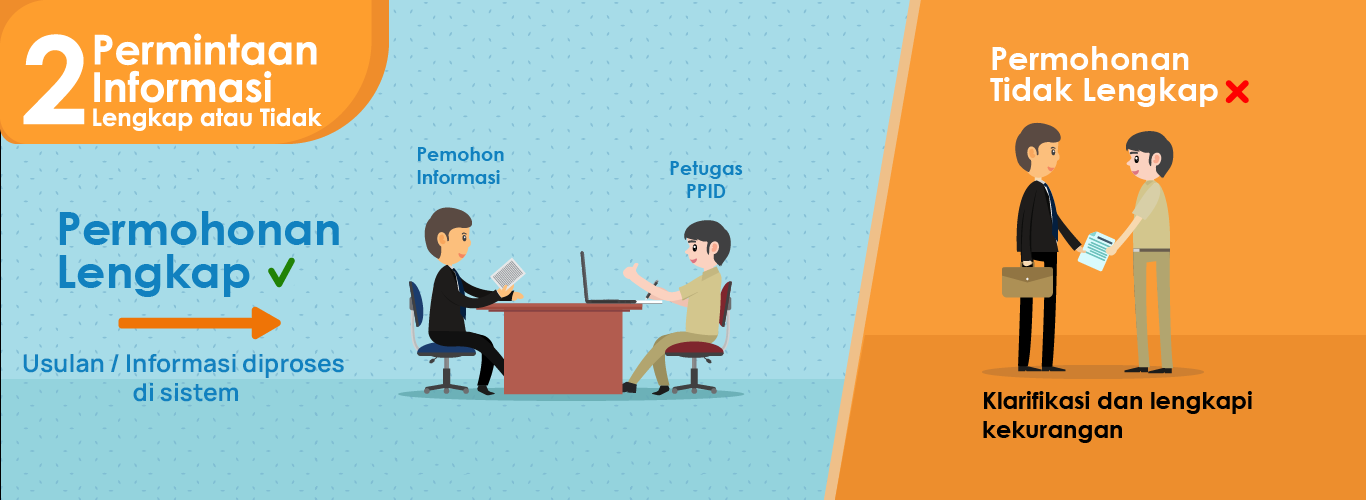 2
Permintaan
Informasi
Lengkap atau Tidak
Permohonan
Lengkap
Usulan / Informasi diproses
di sistem
Pemohon
Informasi
Petugas
PPID
Permohonan
Tidak Lengkap
Klarifikasi dan lengkapi
kekurangan